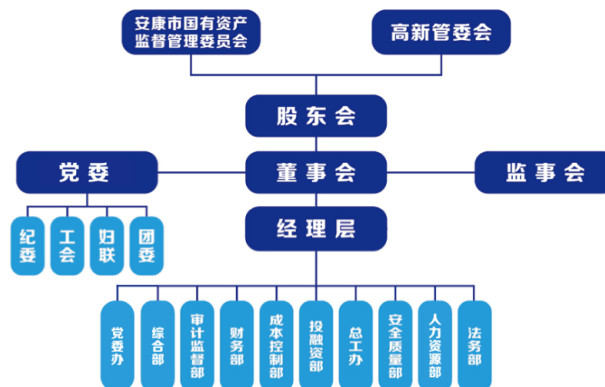 安康市国有资产
监督管理委员会
高新管委会
股东会
党委
董事会
监事会
纪委
工会
妇联
团委
经理层
党委办
综合部
审计监督部
财务部
成本控制部
投融资部
总工办
安全质量部
人力资源部
法务部